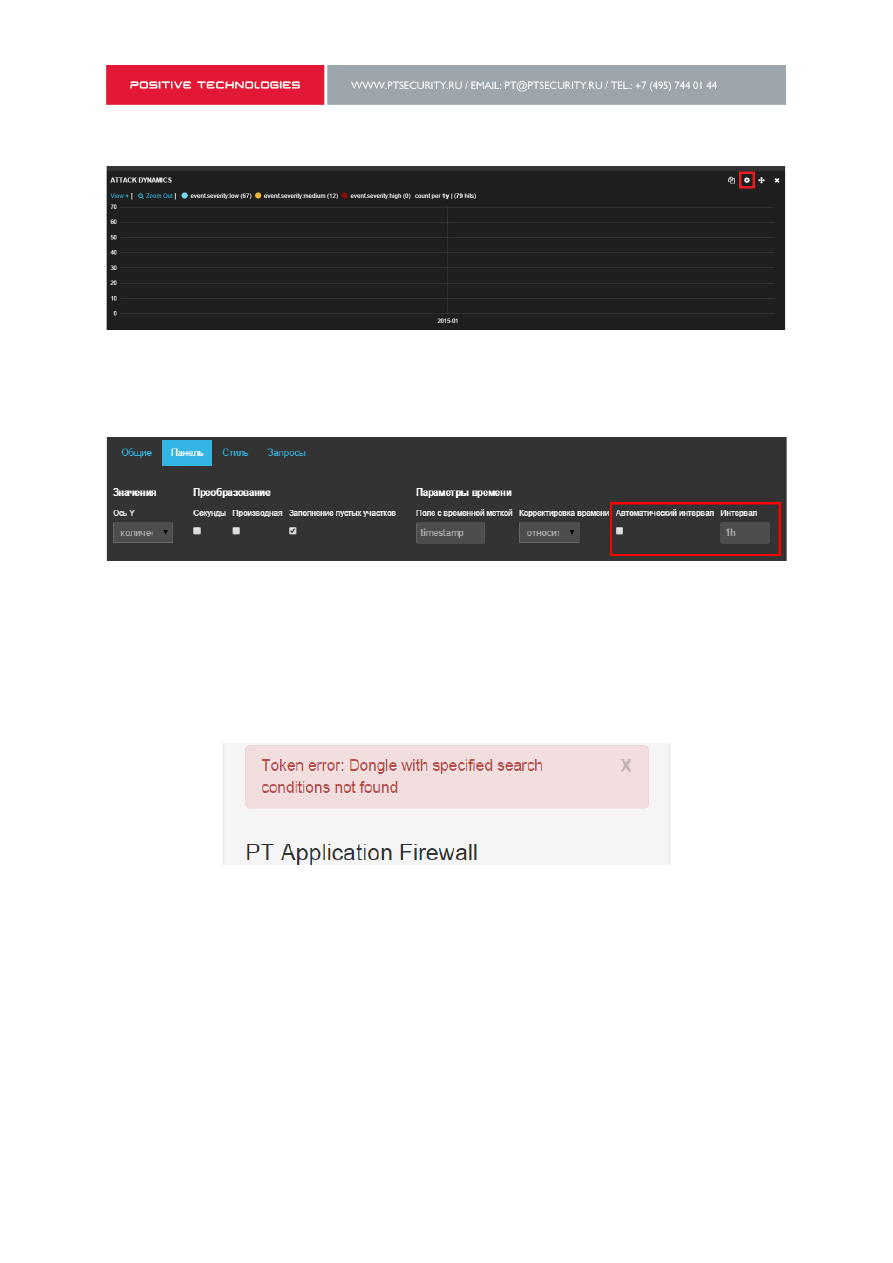 POSITIVE TECHNOLOGIES
WWW.PTSECURITY.RU / EMAIL: PT@PTSECURITY.RU / TEL.: +7 (495) 744 01 44
ATTACK DYNAMICS
View | Zoom Out | event.severity:low (67) event.severity:medium (12) event.severity:high (0) count per 1y | (79 hits)
70
60
50
40
30
20
10
0
2015-01
Общие Панель Стиль Запросы
Значения Преобразование Параметры времени
Ось Y Секунды Производная Заполнение пустых участков Поле с временной меткой Корректировка времени Автоматический интервал Интервал
количес timestamp относит 1h
Token error: Dongle with specified search X
conditions not found
PT Application Firewall